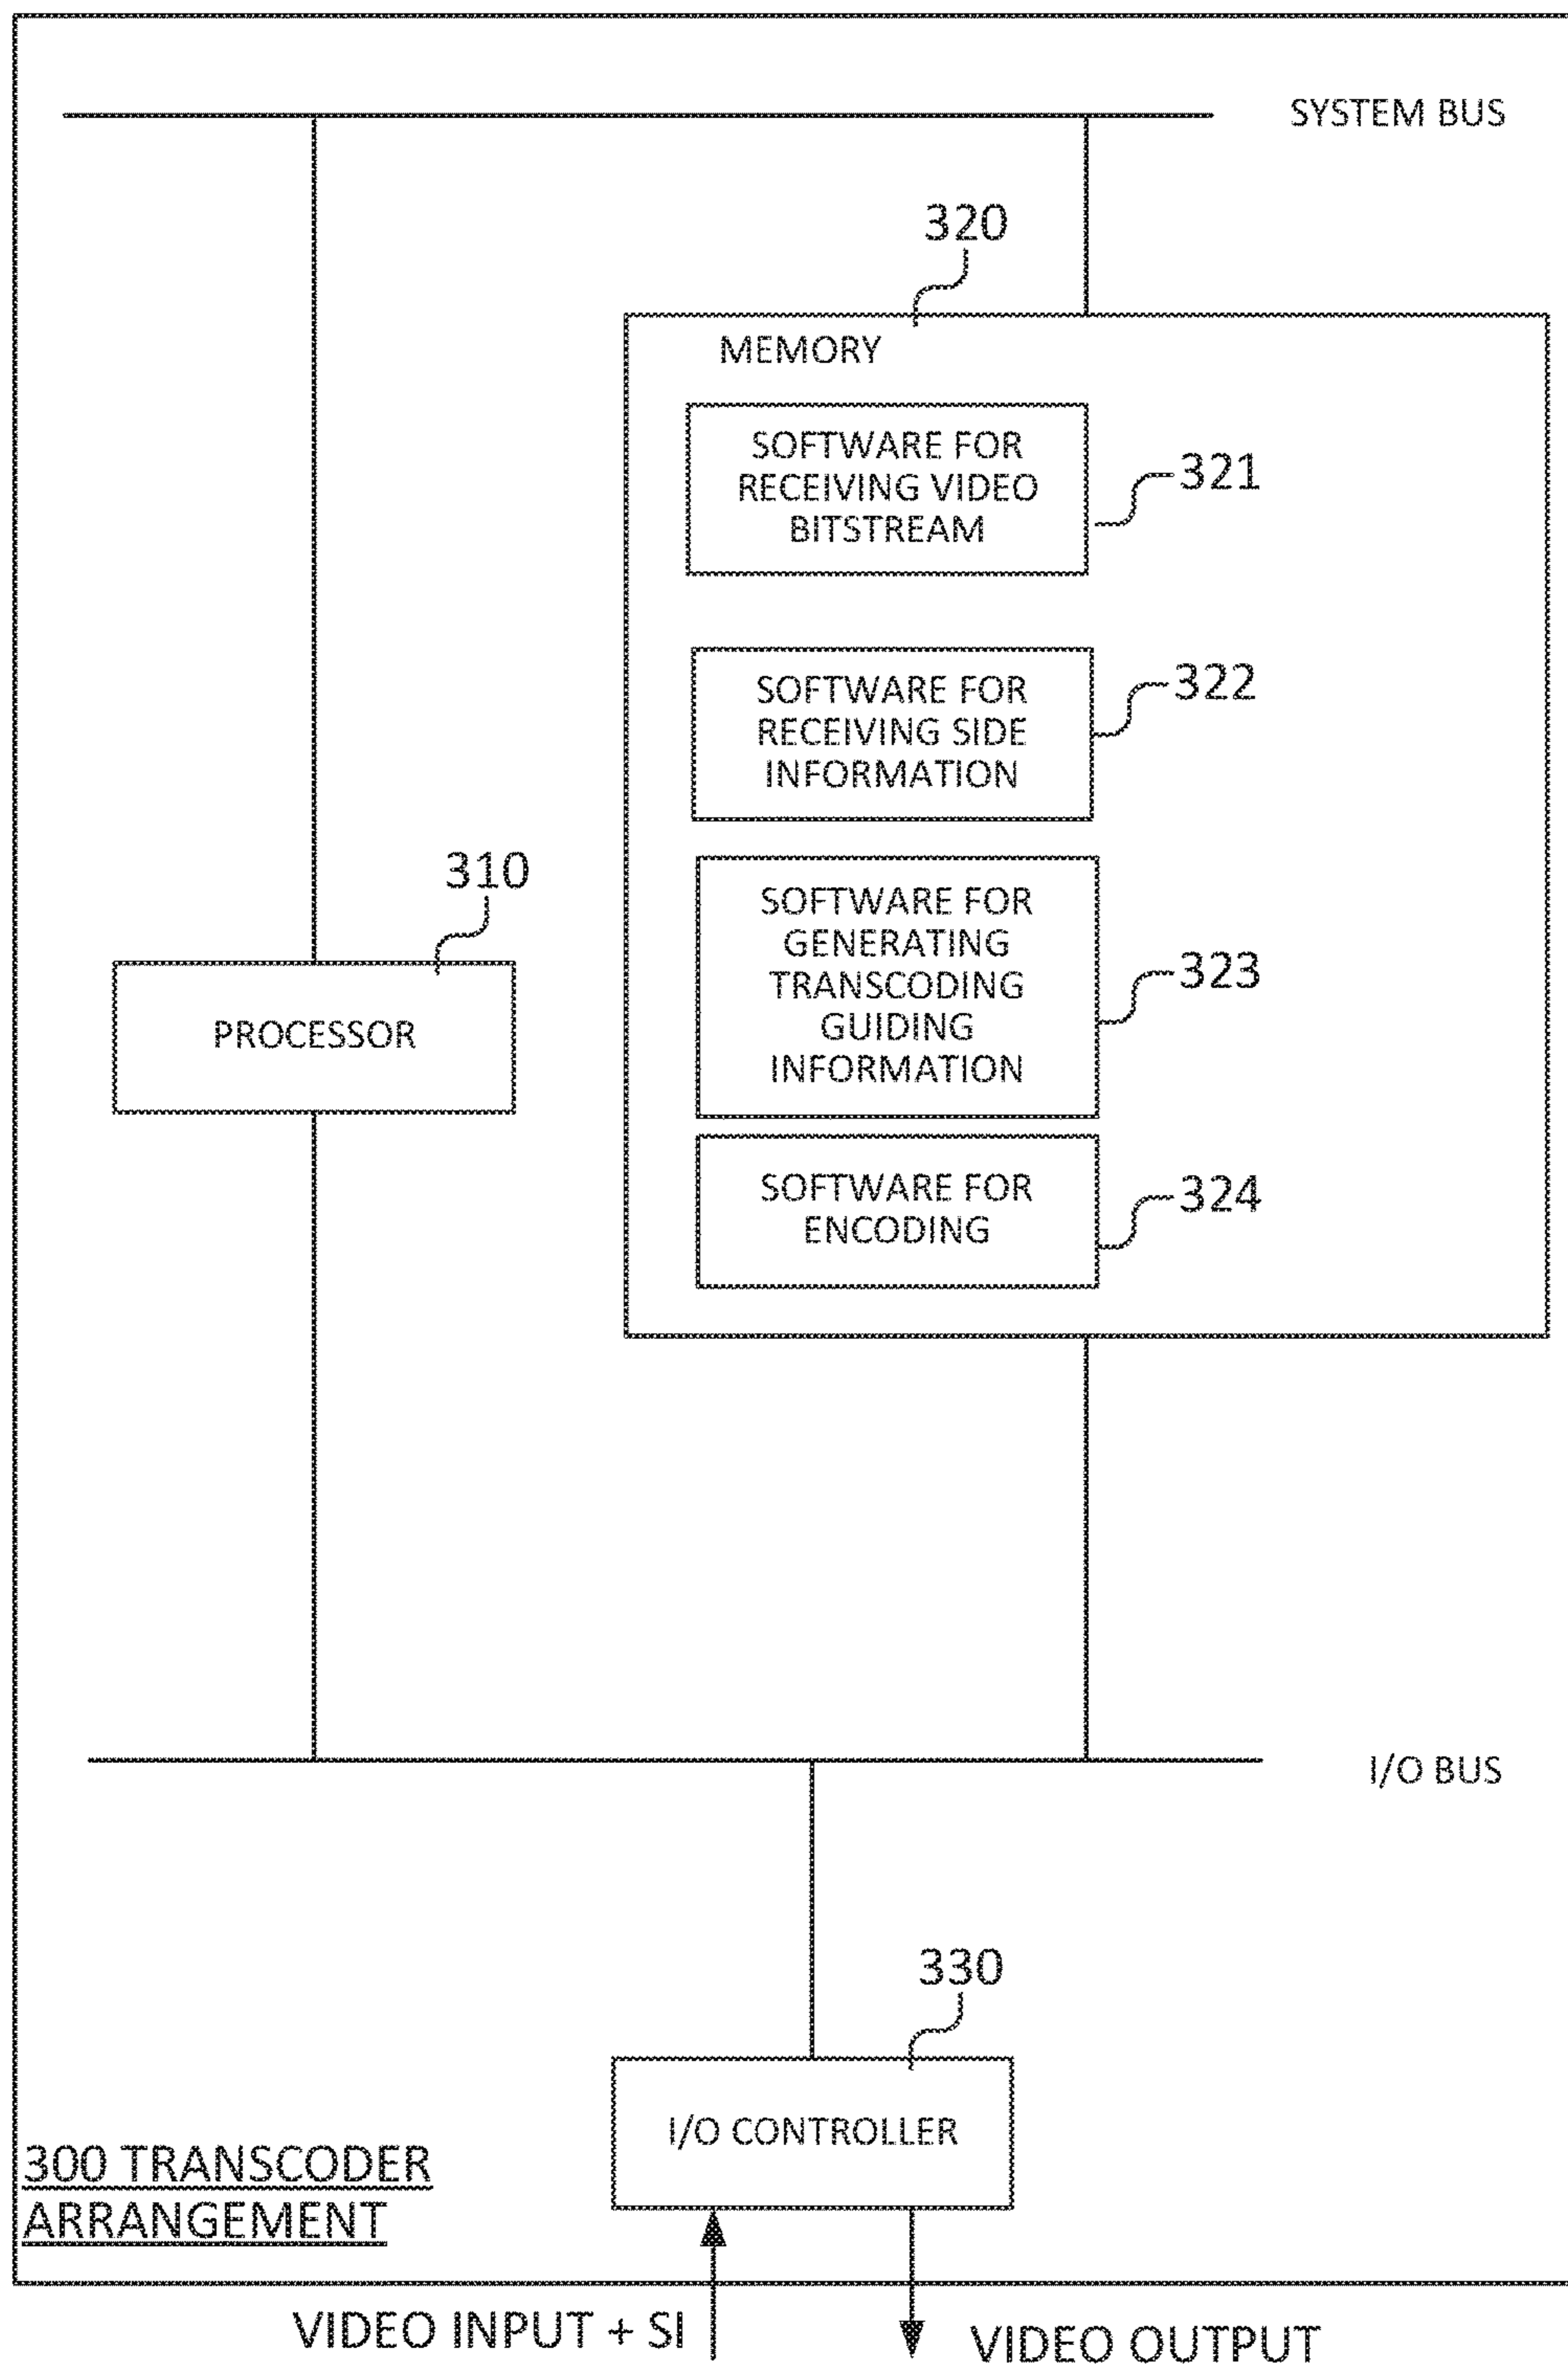 SYSTEM BUS
320
MEMORY
SOFTWARE FOR
RECEIVING VIDEO
BITSTREAM
321
SOFTWARE FOR
RECEIVING SIDE
INFORMATION
322
310
PROCESSOR
SOFTWARE FOR
GENERATING
TRANSCODING
GUIDING
INFORMATION
323
SOFTWARE FOR
ENCODING
324
I/O BUS
330
I/O CONTROLLER
300 TRANSCODER
ARRANGEMENT
VIDEO INPUT + SI
VIDEO OUTPUT